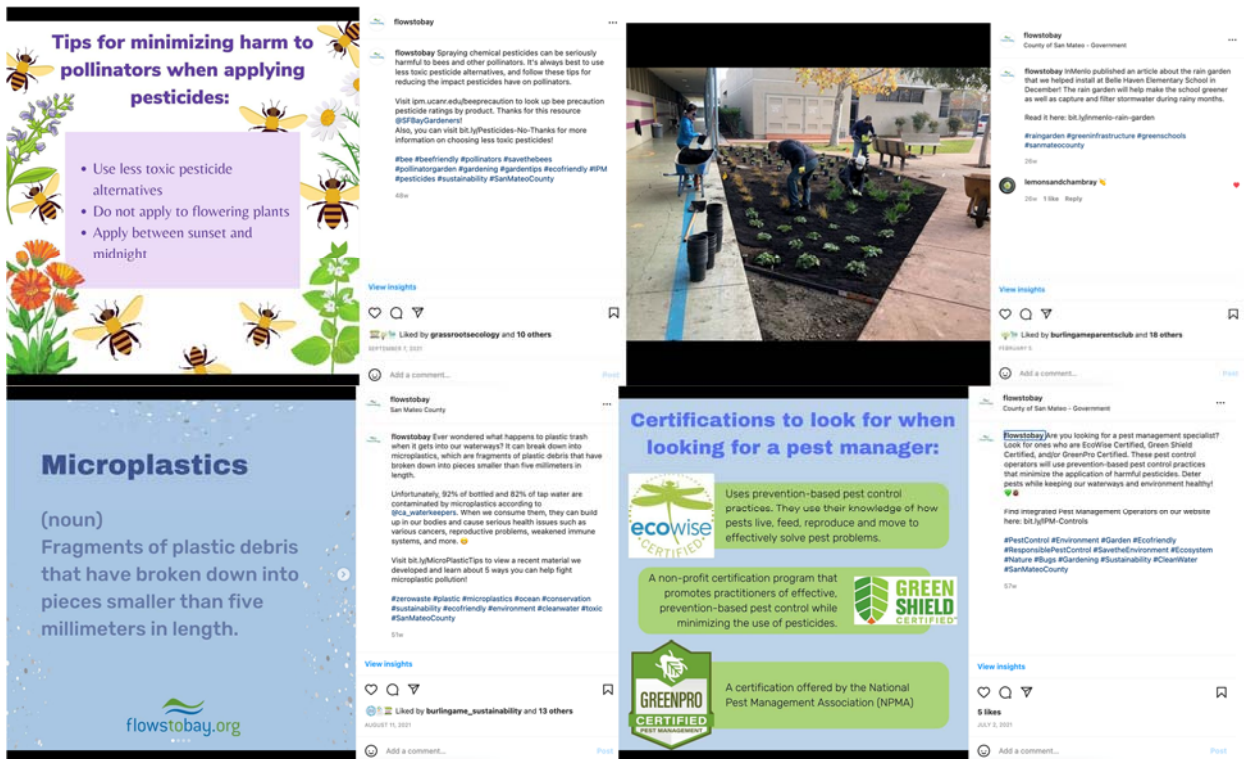 Tips for minimizing harm to
pollinators when applying
pesticides:
• Use less toxic pesticide
alternatives
• Do not apply to flowering plants
• Apply between sunset and
midnight
flowstobay
flowstobay Spraying chemical pesticides can be seriously
harmful to bees and other pollinators. It's always best to use
less toxic pesticide alternatives, and follow these tips for
reducing the impact pesticides have on pollinators.
Visit ipm.ucanr.edu/beeprecaution to look up bee precaution
pesticide ratings by product. Thanks for this resource
@SFBayGardeners!
Also, you can visit bit.ly/Pesticides-No-Thanks for more
information on choosing less toxic pesticides!
#bee #beefriendly #pollinators #savethebees
#pollinatorgarden #gardening #gardentips #ecofriendly #IPM
#pesticides #sustainability #SanMateoCounty
48w
View insights
Liked by grassrootsecology and 10 others
SEPTEMBER 7, 2021
Add a comment...
Post
flowstobay
County of San Mateo - Government
flowstobay InMenlo published an article about the rain garden
that we helped install at Belle Haven Elementary School in
December! The rain garden will help make the school greener
as well as capture and filter stormwater during rainy months.
Read it here: bit.ly/inmenlo-rain-garden
#raingarden #greeninfrastructure #greenschools
#sanmateocounty
26w
lemonsandchambray 👏
26w 1 like Reply
View insights
Liked by burlingameparentsclub and 18 others
FEBRUARY 5
Add a comment...
Post
Microplastics
(noun)
Fragments of plastic debris
that have broken down into
pieces smaller than five
millimeters in length.
flowstobay.org
flowstobay
San Mateo County
flowstobay Ever wondered what happens to plastic trash
when it gets into our waterways? It can break down into
microplastics, which are fragments of plastic debris that have
broken down into pieces smaller than five millimeters in
length.
Unfortunately, 92% of bottled and 82% of tap water are
contaminated by microplastics according to
@ca_waterkeepers. When we consume them, they can build
up in our bodies and cause serious health issues such as
various cancers, reproductive problems, weakened immune
systems, and more.
Visit bit.ly/MicroPlasticTips to view a recent material we
developed and learn about 5 ways you can help fight
microplastic pollution!
#zerowaste #plastic #microplastics #ocean #conservation
#sustainability #ecofriendly #environment #cleanwater #toxic
#SanMateoCounty
51w
View insights
Liked by burlingame_sustainability and 13 others
AUGUST 11, 2021
Add a comment...
Post
Certifications to look for when
looking for a pest manager:
ecowise
CERTIFIED
Uses prevention-based pest control
practices. They use their knowledge of how
pests live, feed, reproduce and move to
effectively solve pest problems.
A non-profit certification program that
promotes practitioners of effective,
prevention-based pest control while
minimizing the use of pesticides.
GREEN
SHIELD
CERTIFIED
GREENPRO
CERTIFIED
PEST MANAGEMENT
A certification offered by the National
Pest Management Association (NPMA)
flowstobay
County of San Mateo - Government
flowstobay Are you looking for a pest management specialist?
Look for ones who are EcoWise Certified, Green Shield
Certified, and/or GreenPro Certified. These pest control
operators will use prevention-based pest control practices
that minimize the application of harmful pesticides. Deter
pests while keeping our waterways and environment healthy!
💚🐞
Find Integrated Pest Management Operators on our website
here: bit.ly/IPM-Controls
#PestControl #Environment #Garden #Ecofriendly
#ResponsiblePestControl #SavetheEnvironment #Ecosystem
#Nature #Bugs #Gardening #Sustainability #CleanWater
#SanMateoCounty
57w
View insights
5 likes
JULY 2, 2021
Add a comment...
Post